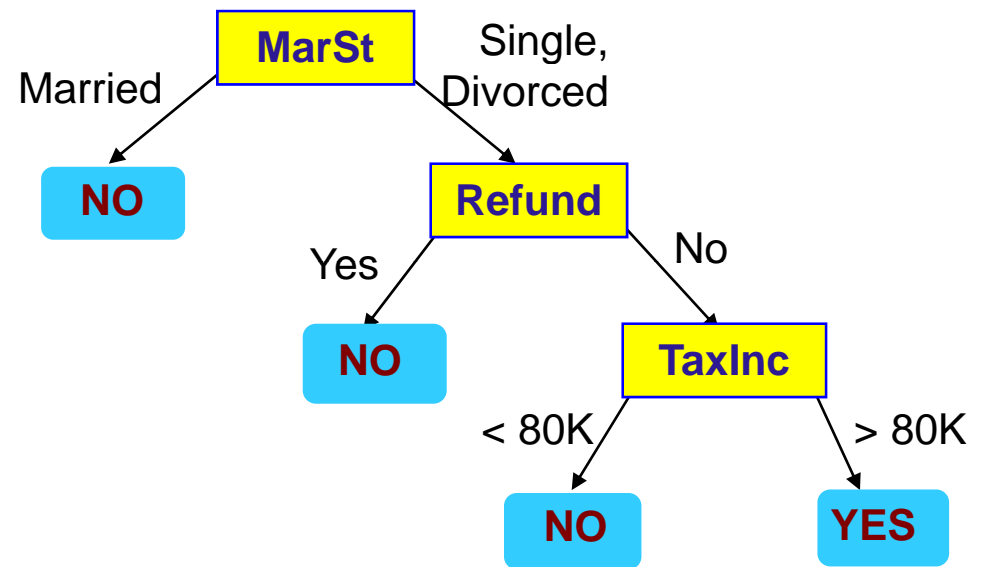 MarSt
Single,
Divorced
Married
NO
Refund
Yes
No
NO
TaxInc
< 80K
> 80K
NO
YES